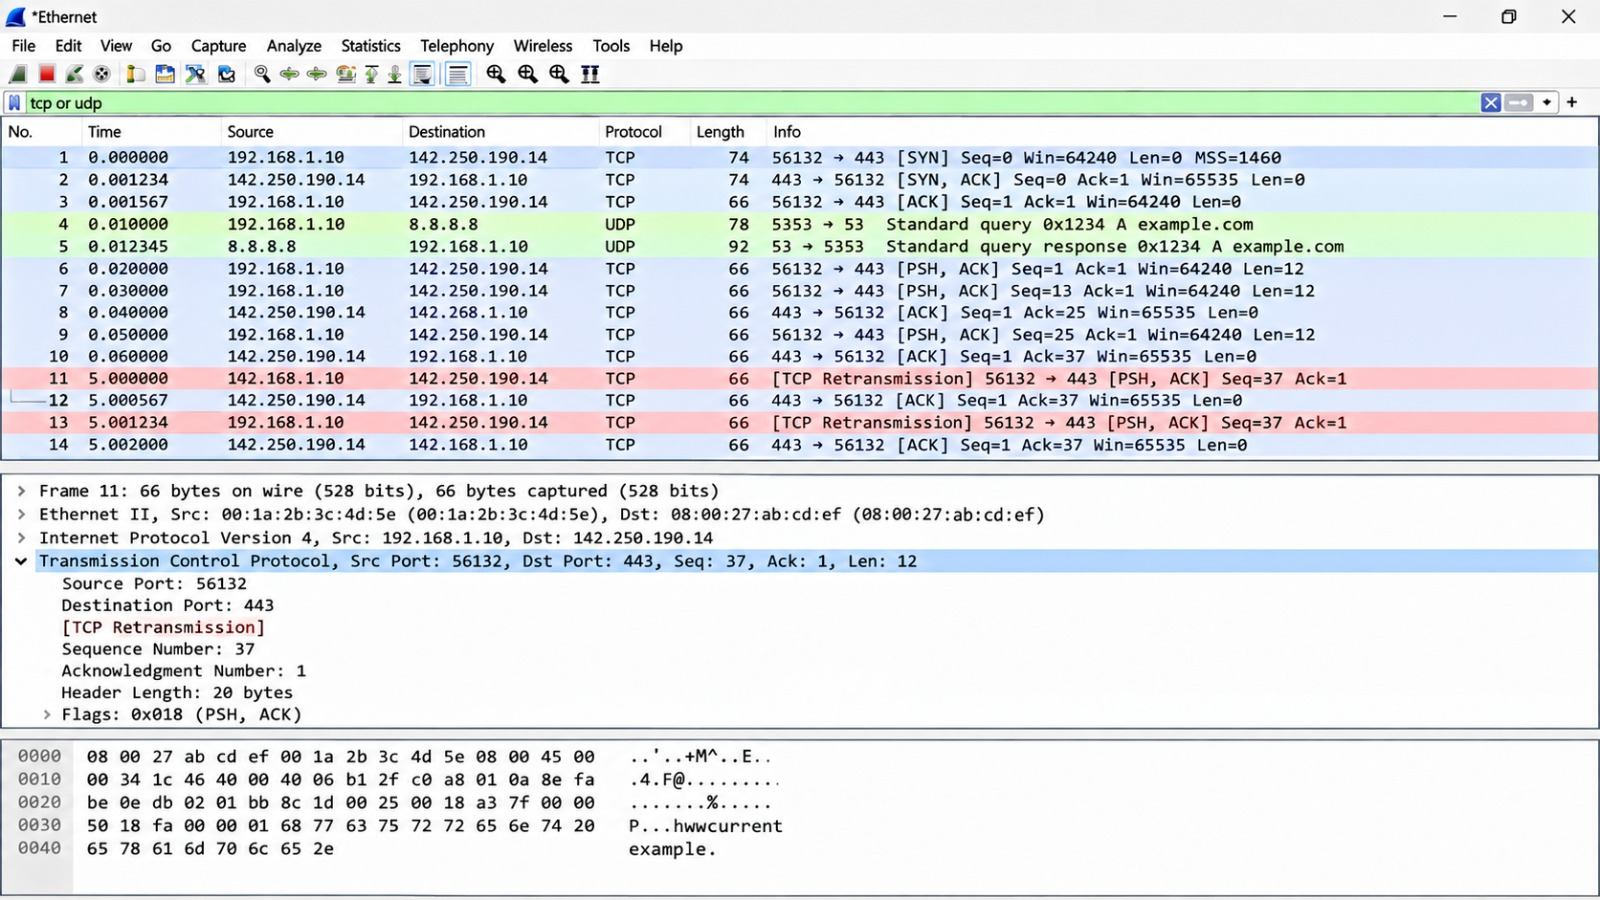 *Ethernet
File Edit View Go Capture Analyze Statistics Telephony Wireless Tools Help
tcp or udp
No. Time Source Destination Protocol Length Info
1 0.000000 192.168.1.10 142.250.190.14 TCP 74 56132 → 443 [SYN] Seq=0 Win=64240 Len=0 MSS=1460
2 0.001234 142.250.190.14 192.168.1.10 TCP 74 443 → 56132 [SYN, ACK] Seq=0 Ack=1 Win=65535 Len=0
3 0.001567 192.168.1.10 142.250.190.14 TCP 66 56132 → 443 [ACK] Seq=1 Ack=1 Win=64240 Len=0
4 0.010000 192.168.1.10 8.8.8.8 UDP 78 5353 → 53 Standard query 0x1234 A example.com
5 0.012345 8.8.8.8 192.168.1.10 UDP 92 53 → 5353 Standard query response 0x1234 A example.com
6 0.020000 192.168.1.10 142.250.190.14 TCP 66 56132 → 443 [PSH, ACK] Seq=1 Ack=1 Win=64240 Len=12
7 0.030000 192.168.1.10 142.250.190.14 TCP 66 56132 → 443 [PSH, ACK] Seq=13 Ack=1 Win=64240 Len=12
8 0.040000 142.250.190.14 142.268.1.10 TCP 66 443 → 56132 [ACK] Seq=1 Ack=25 Win=65535 Len=0
9 0.050000 192.168.1.10 142.250.190.14 TCP 66 56132 → 443 [PSH, ACK] Seq=25 Ack=1 Win=64240 Len=12
10 0.060000 142.250.190.14 192.168.1.10 TCP 66 443 → 56132 [ACK] Seq=1 Ack=37 Win=65535 Len=0
11 5.000000 142.168.1.10 142.250.190.14 TCP 66 [TCP Retransmission] 56132 → 443 [PSH, ACK] Seq=37 Ack=1
12 5.000567 142.250.190.14 192.168.1.10 TCP 66 443 → 56132 [ACK] Seq=1 Ack=37 Win=65535 Len=0
13 5.001234 192.168.1.10 142.250.190.14 TCP 66 [TCP Retransmission] 56132 → 443 [PSH, ACK] Seq=37 Ack=1
14 5.002000 142.250.190.14 142.168.1.10 TCP 66 443 → 56132 [ACK] Seq=1 Ack=37 Win=65535 Len=0
Frame 11: 66 bytes on wire (528 bits), 66 bytes captured (528 bits)
Ethernet II, Src: 00:1a:2b:3c:4d:5e (00:1a:2b:3c:4d:5e), Dst: 08:00:27:ab:cd:ef (08:00:27:ab:cd:ef)
Internet Protocol Version 4, Src: 192.168.1.10, Dst: 142.250.190.14
Transmission Control Protocol, Src Port: 56132, Dst Port: 443, Seq: 37, Ack: 1, Len: 12
Source Port: 56132
Destination Port: 443
[TCP Retransmission]
Sequence Number: 37
Acknowledgment Number: 1
Header Length: 20 bytes
Flags: 0x018 (PSH, ACK)
0000 08 00 27 ab cd ef 00 1a 2b 3c 4d 5e 08 00 45 00 ..'..+M^..E..
0010 00 34 1c 46 40 00 40 06 b1 2f c0 a8 01 0a 8e fa .4.F@.........
0020 be 0e db 02 01 bb 8c 1d 00 25 00 18 a3 7f 00 00 .......%.....
0030 50 18 fa 00 00 01 68 77 63 75 72 72 65 6e 74 20 P...hwwcurrent
0040 65 78 61 6d 70 6c 65 2e example.